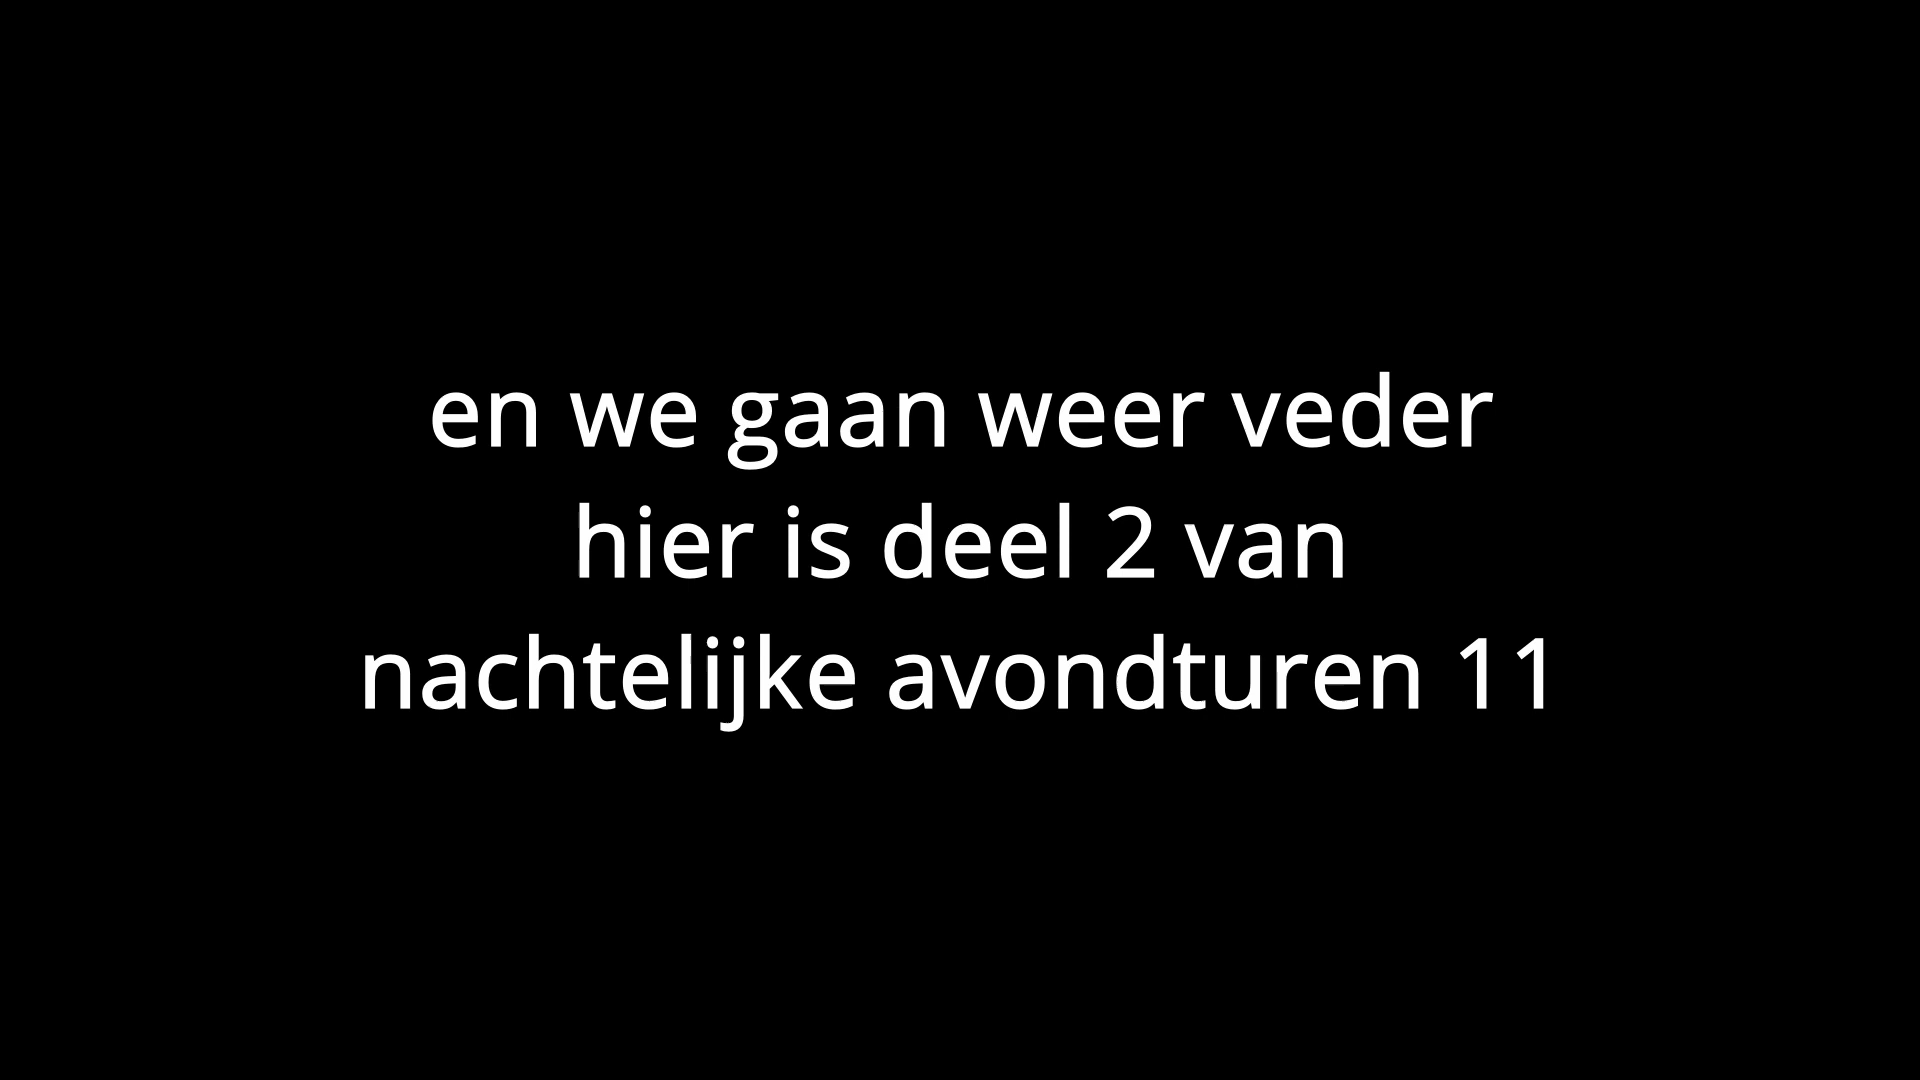 en we gaan weer veder
hier is deel 2 van
nachtelijke avondturen 11